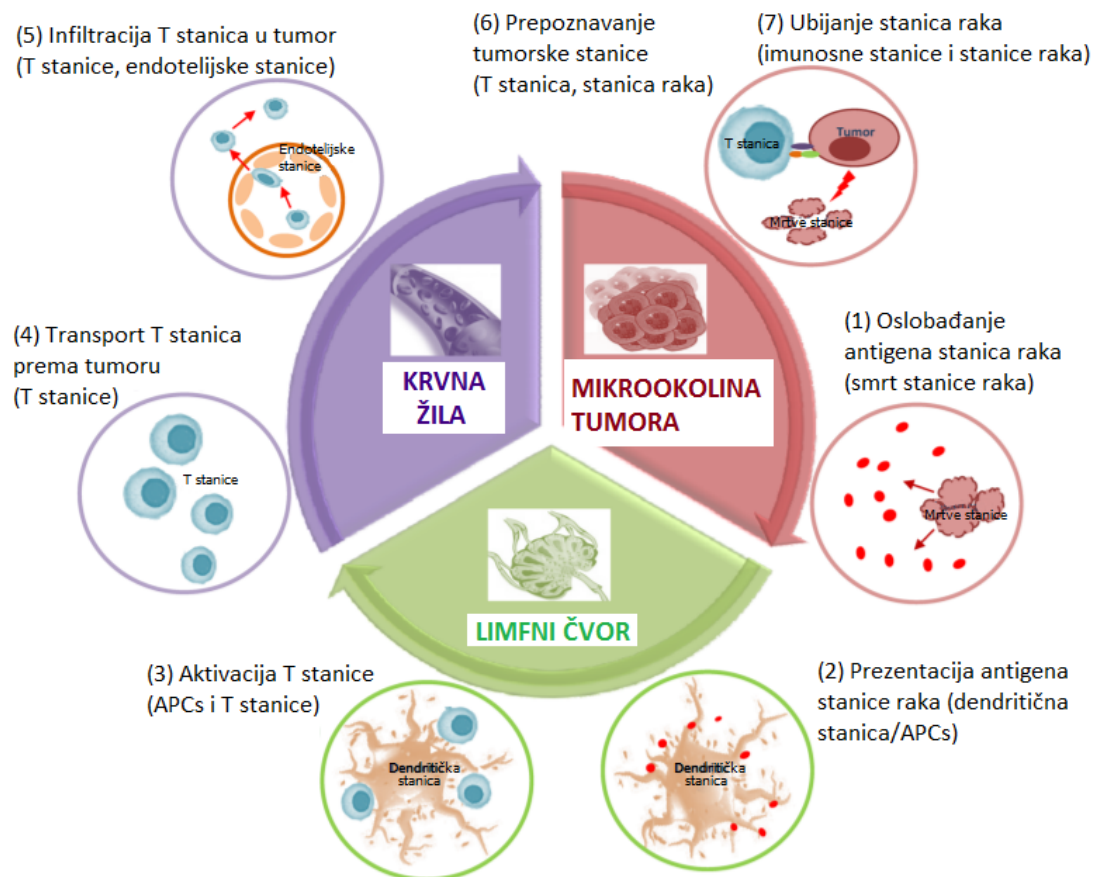 (5) Infiltracija T stanica u tumor
(T stanice, endotelijske stanice)
Endotelijske
stanice
(6) Prepoznavanje
tumorske stanice
(T stanica, stanica raka)
(7) Ubijanje stanica raka
(imunosne stanice i stanice raka)
T stanica
Tumor
Mrtve stanice
(4) Transport T stanica
prema tumoru
(T stanice)
T stanice
KRVNA
ŽILA
MIKROOKOLINA
TUMORA
(1) Oslobađanje
antigena stanica raka
(smrt stanice raka)
Mrtve stanice
LIMFNI ČVOR
(3) Aktivacija T stanice
(APCs i T stanice)
Dendritička
stanica
(2) Prezentacija antigena
stanice raka (dendritična
stanica/APCs)
Dendritička
stanica